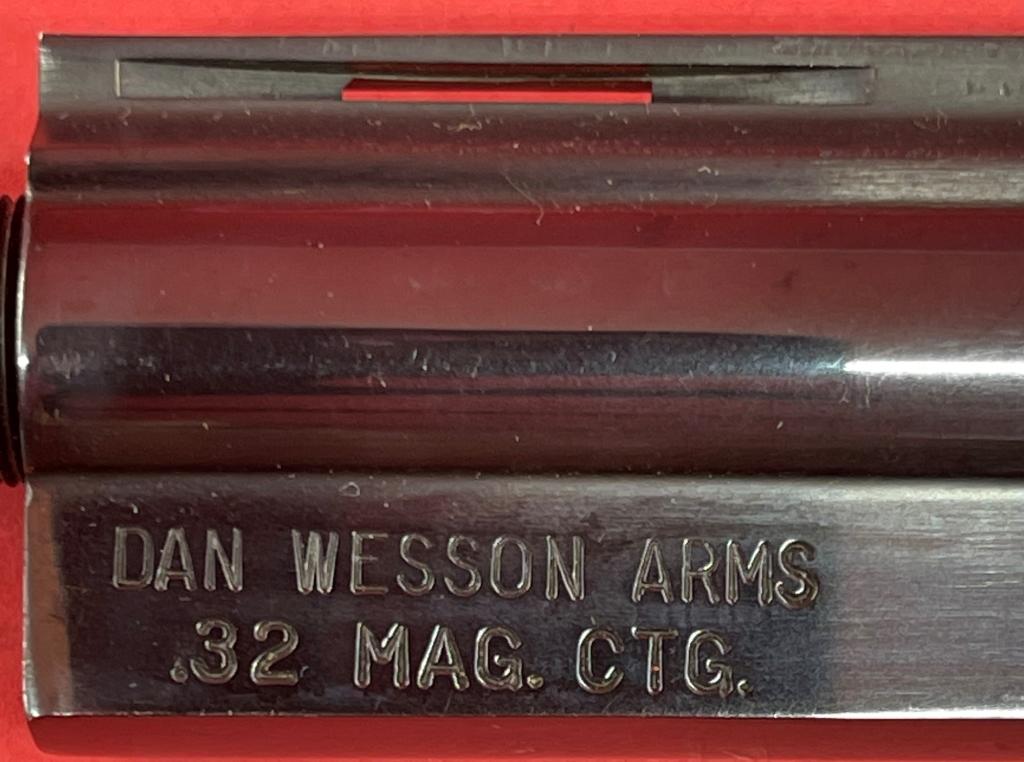 DAN WESSON ARMS
.32 MAG. CTG.